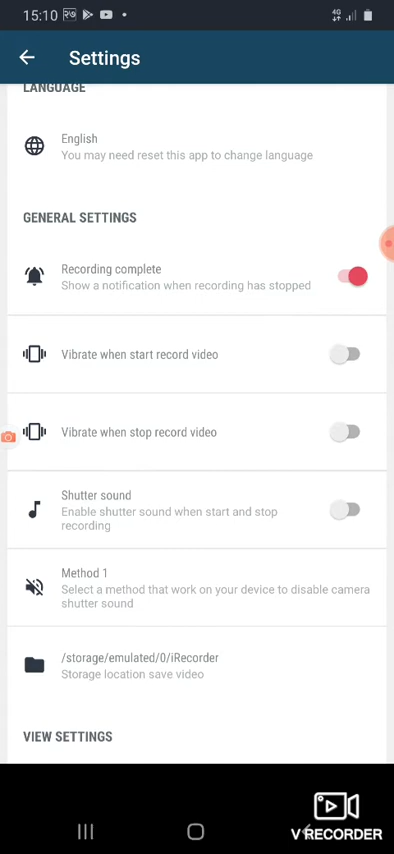 15:10
4G
Settings
LANGUAGE
English
You may need reset this app to change language
GENERAL SETTINGS
Recording complete
Show a notification when recording has stopped
Vibrate when start record video
Vibrate when stop record video
Shutter sound
Enable shutter sound when start and stop
recording
Method 1
Select a method that work on your device to disable camera
shutter sound
/storage/emulated/0/iRecorder
Storage location save video
VIEW SETTINGS
V RECORDER